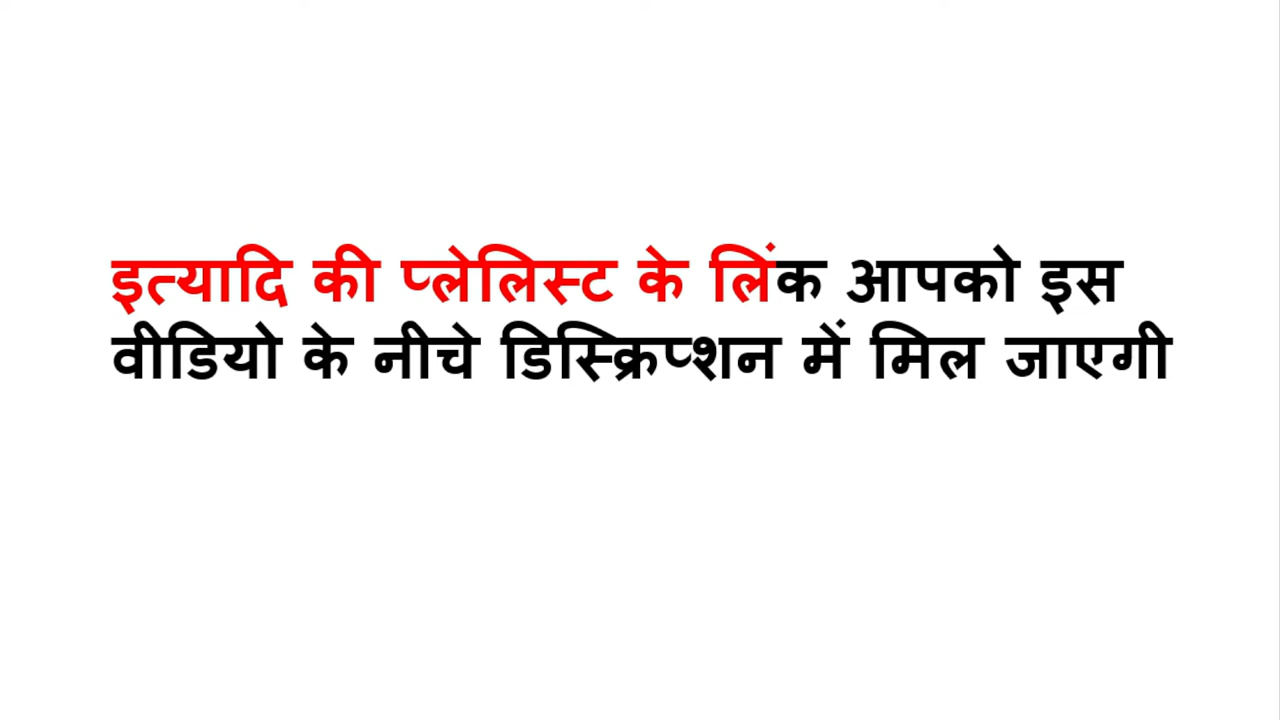 इत्यादि की प्लेलिस्ट के लिंक आपको इस
वीडियो के नीचे डिस्क्रिप्शन में मिल जाएगी